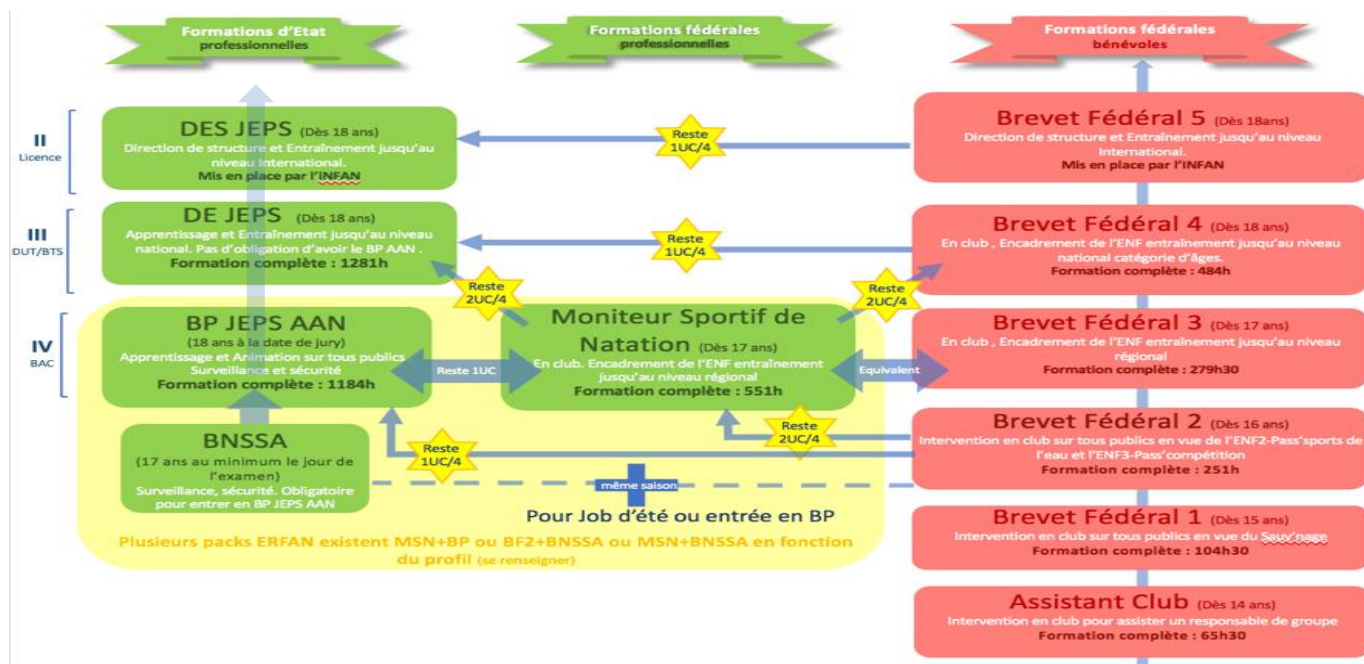 Formations d'Etat
professionnelles
Formations fédérales
professionnelles
Formations fédérales
bénévoles
II
Licence
DES JEPS (Dès 18 ans)
Direction de structure et Entraînement jusqu'au
niveau International.
Mis en place par l'INFAN
Reste
1UC/4
Brevet Fédéral 5 (Dès 18ans)
Direction de structure et Entraînement jusqu'au niveau
International.
Mis en place par l'INFAN
III
DUT/BTS
DE JEPS (Dès 18 ans)
Apprentissage et Entraînement jusqu'au niveau
national. Pas d'obligation d'avoir le BP AAN .
Formation complète : 1281h
Reste
1UC/4
Brevet Fédéral 4 (Dès 18 ans)
En club , Encadrement de l'ENF entraînement jusqu'au niveau
national catégorie d'âges.
Formation complète : 484h
Reste
2UC/4
Reste
2UC/4
IV
BAC
BP JEPS AAN
(18 ans à la date de jury)
Apprentissage et Animation sur tous publics
Surveillance et sécurité
Formation complète : 1184h
Reste 1UC
Moniteur Sportif de
Natation (Dès 17 ans)
En club. Encadrement de l'ENF entraînement
jusqu'au niveau régional
Formation complète : 551h
Equivalent
Brevet Fédéral 3 (Dès 17 ans)
En club , Encadrement de l'ENF entraînement jusqu'au niveau
régional
Formation complète : 279h30
BNSSA
(17 ans au minimum le jour de
l'examen)
Surveillance, sécurité. Obligatoire
pour entrer en BP JEPS AAN
Reste
1UC/4
Reste
2UC/4
Brevet Fédéral 2 (Dès 16 ans)
Intervention en club sur tous publics en vue de l'ENF2-Pass'sports de
l'eau et l'ENF3-Pass'compétition
Formation complète : 251h
même saison
Pour Job d'été ou entrée en BP
Plusieurs packs ERFAN existent MSN+BP ou BF2+BNSSA ou MSN+BNSSA en fonction
du profil (se renseigner)
Brevet Fédéral 1 (Dès 15 ans)
Intervention en club sur tous publics en vue du Sauv'nage
Formation complète : 104h30
Assistant Club (Dès 14 ans)
Intervention en club pour assister un responsable de groupe
Formation complète : 65h30